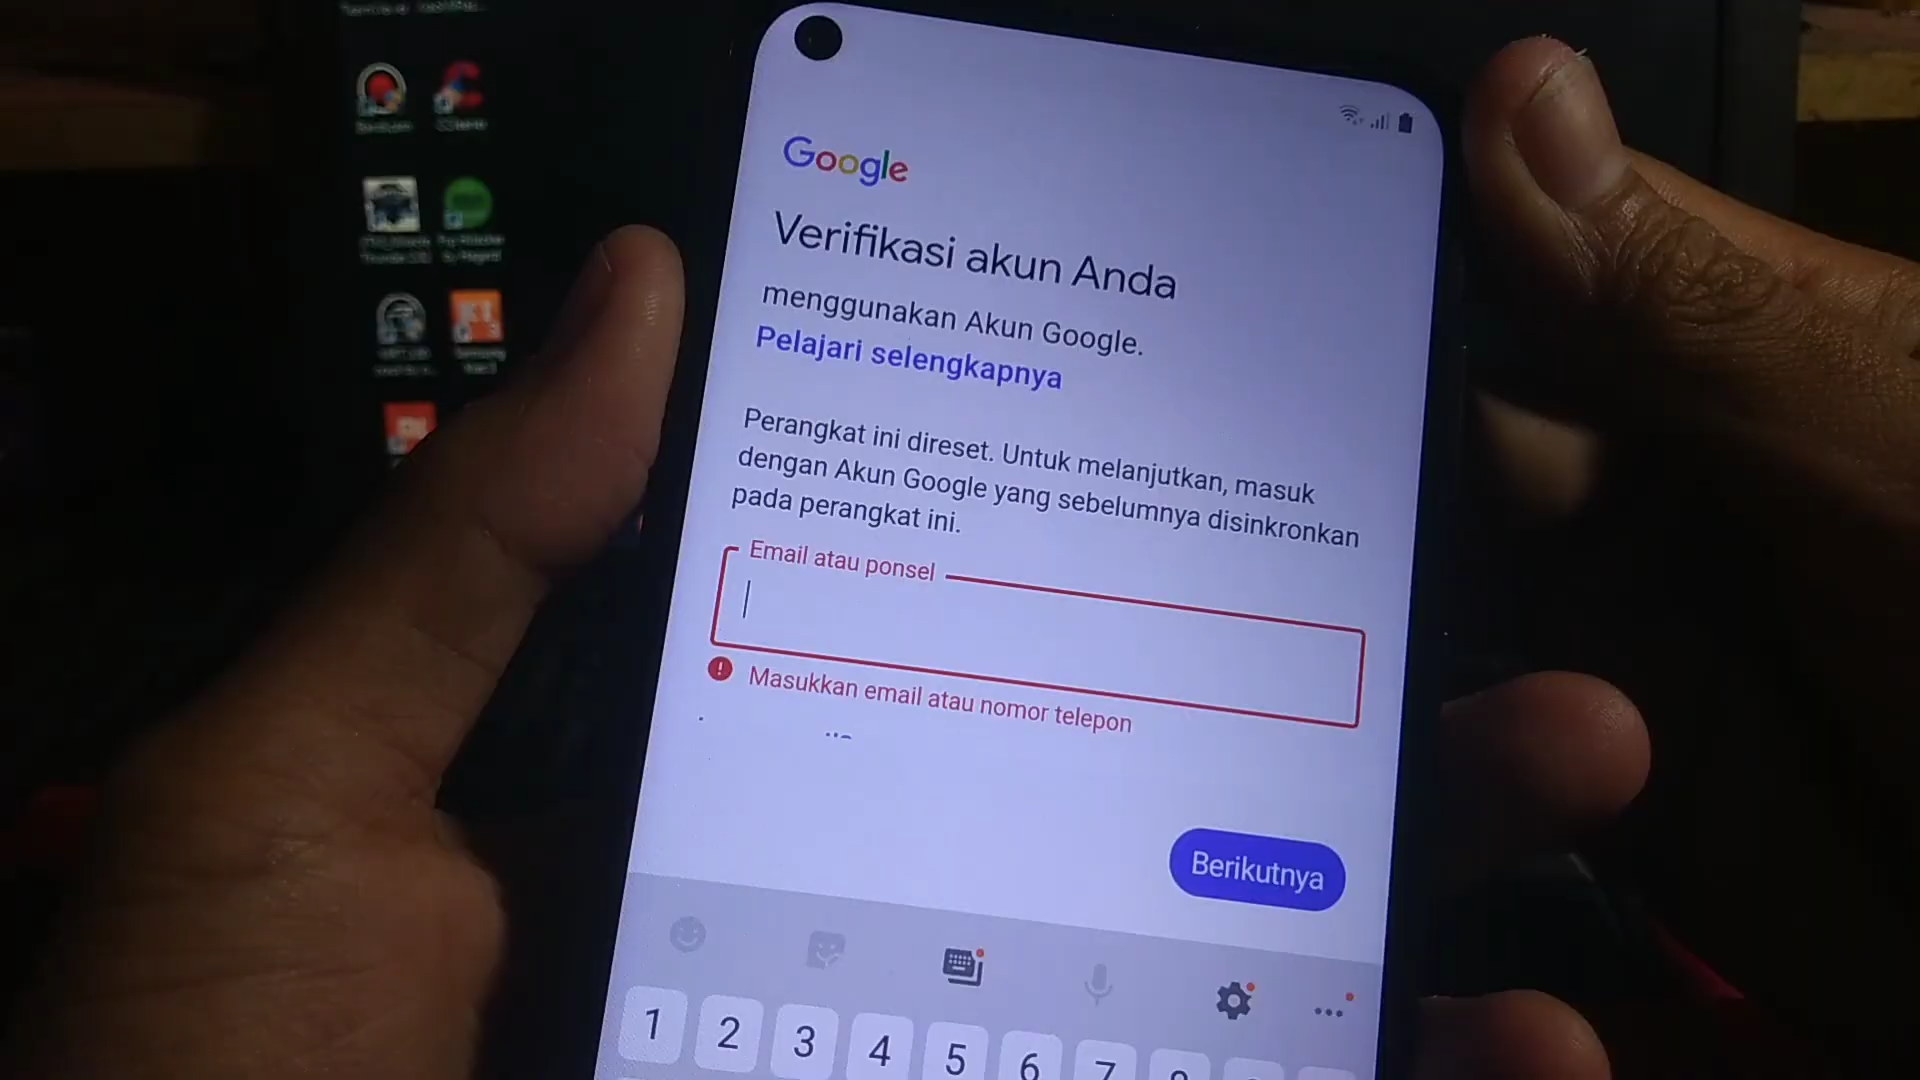 Google
Verifikasi akun Anda
menggunakan Akun Google.
Pelajari selengkapnya
Perangkat ini direset. Untuk melanjutkan, masuk
dengan Akun Google yang sebelumnya disinkronkan
pada perangkat ini.
Email atau ponsel
Masukkan email atau nomor telepon
Berikutnya
1 2 3 4 5 6 7